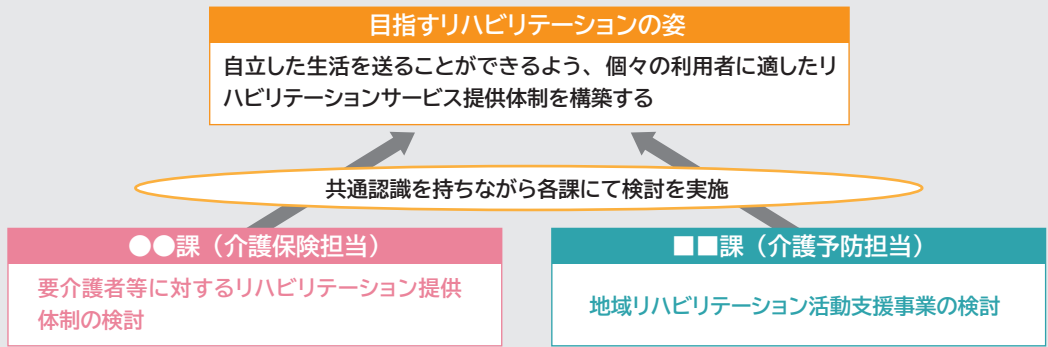 目指すリハビリテーションの姿
自立した生活を送ることができるよう、個々の利用者に適したリ
ハビリテーションサービス提供体制を構築する
共通認識を持ちながら各課にて検討を実施
●●課（介護保険担当）
要介護者等に対するリハビリテーション提供
体制の検討
■■課（介護予防担当）
地域リハビリテーション活動支援事業の検討